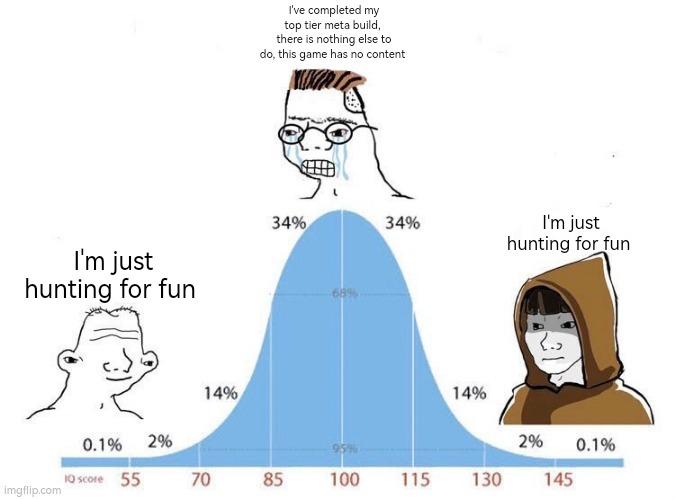 I've completed my
top tier meta build,
there is nothing else to
do, this game has no content
34%
34%
I'm just
hunting for fun
I'm just
hunting for fun
68%
14%
14%
0.1%
2%
95%
2%
0.1%
IQ score
55
70
85
100
115
130
145
imgflip.com